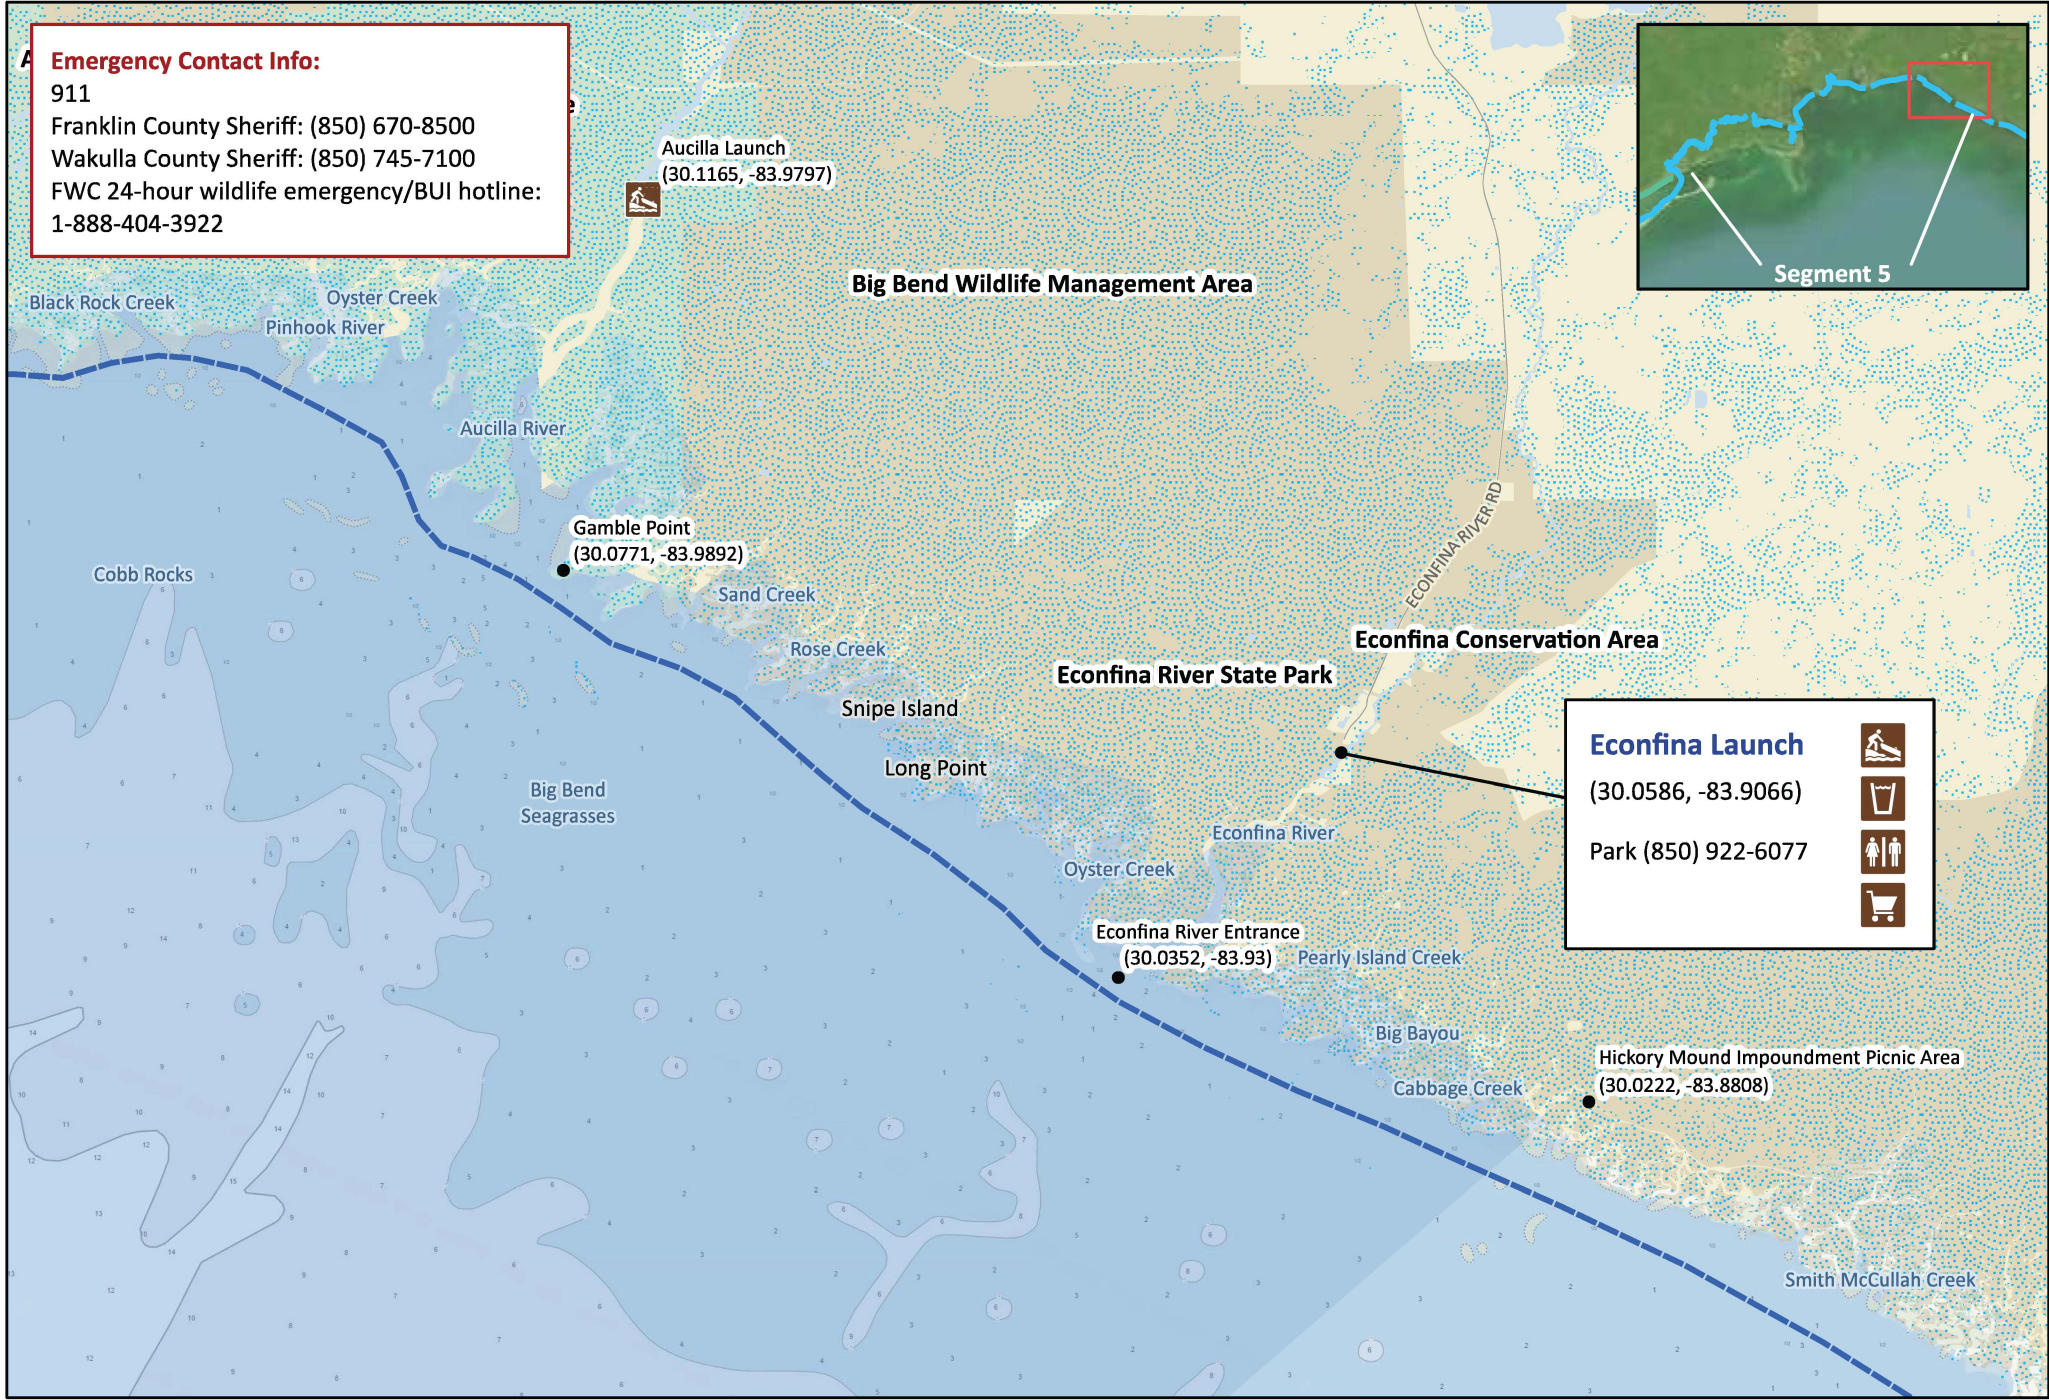 Emergency Contact Info:
911
Franklin County Sheriff: (850) 670-8500
Wakulla County Sheriff: (850) 745-7100
FWC 24-hour wildlife emergency/BUI hotline:
1-888-404-3922
Aucilla Launch
(30.1165, -83.9797)
Segment 5
Big Bend Wildlife Management Area
Black Rock Creek
Oyster Creek
Pinhook River
Aucilla River
Gamble Point
(30.0771, -83.9892)
Cobb Rocks
Sand Creek
ECONFINA RIVER RD
Rose Creek
Econfina Conservation Area
Econfina River State Park
Snipe Island
Long Point
Big Bend
Seagrasses
Econfina Launch
(30.0586, -83.9066)
Park (850) 922-6077
Econfina River
Oyster Creek
Econfina River Entrance
(30.0352, -83.93)
Pearly Island Creek
Big Bayou
Cabbage Creek
Hickory Mound Impoundment Picnic Area
(30.0222, -83.8808)
Smith McCullah Creek